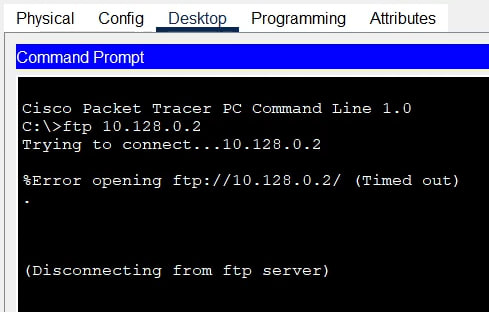 Physical Config Desktop Programming Attributes
Command Prompt
Cisco Packet Tracer PC Command Line 1.0
C:\>ftp 10.128.0.2
Trying to connect...10.128.0.2
%Error opening ftp://10.128.0.2/ (Timed out)
.
(Disconnecting from ftp server)